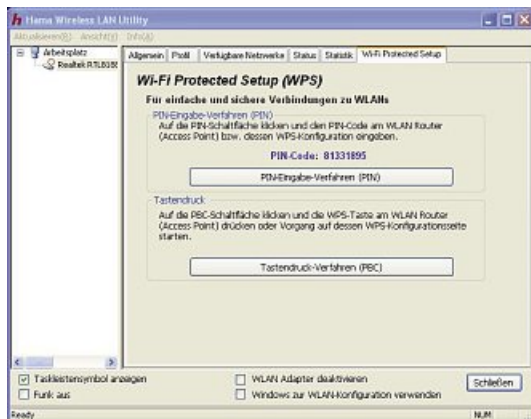 Hama Wireless LAN Utility
Aktualisieren(R) Ansicht(V) Info(A)
Arbeitsplatz
Realtek RTL8188
Allgemein Profil Verfügbare Netzwerke Status Statistik Wi-Fi Protected Setup
Wi-Fi Protected Setup (WPS)
Für einfache und sichere Verbindungen zu WLANs
PIN-Eingabe-Verfahren (PIN)
Auf die PIN-Schaltfläche klicken und den PIN-Code am WLAN Router
(Access Point) bzw. dessen WPS-Konfiguration eingeben.
PIN-Code: 81331895
PIN-Eingabe-Verfahren (PIN)
Tastendruck
Auf die PBC-Schaltfläche klicken und die WPS-Taste am WLAN Router
(Access Point) drücken oder Vorgang auf dessen WPS-Konfigurationsseite
starten.
Tastendruck-Verfahren (PBC)
Taskleistensymbol anzeigen
WLAN Adapter deaktivieren
Schließen
Funk aus
Windows zur WLAN-Konfiguration verwenden
Ready
NUM